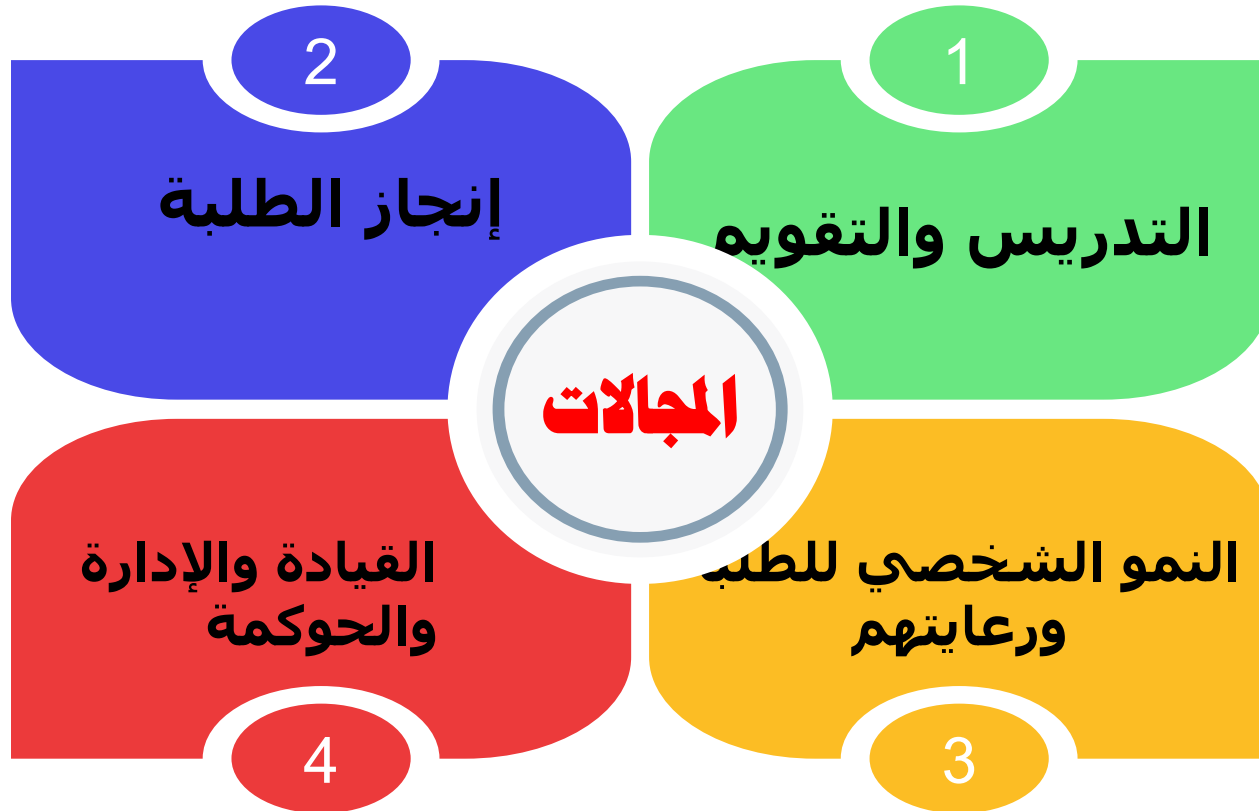 1
التدريس والتقويم
2
إنجاز الطلبة
المجالات
3
النمو الشخصي
ورعايتهم
4
القيادة والإدارة
والحوكمة